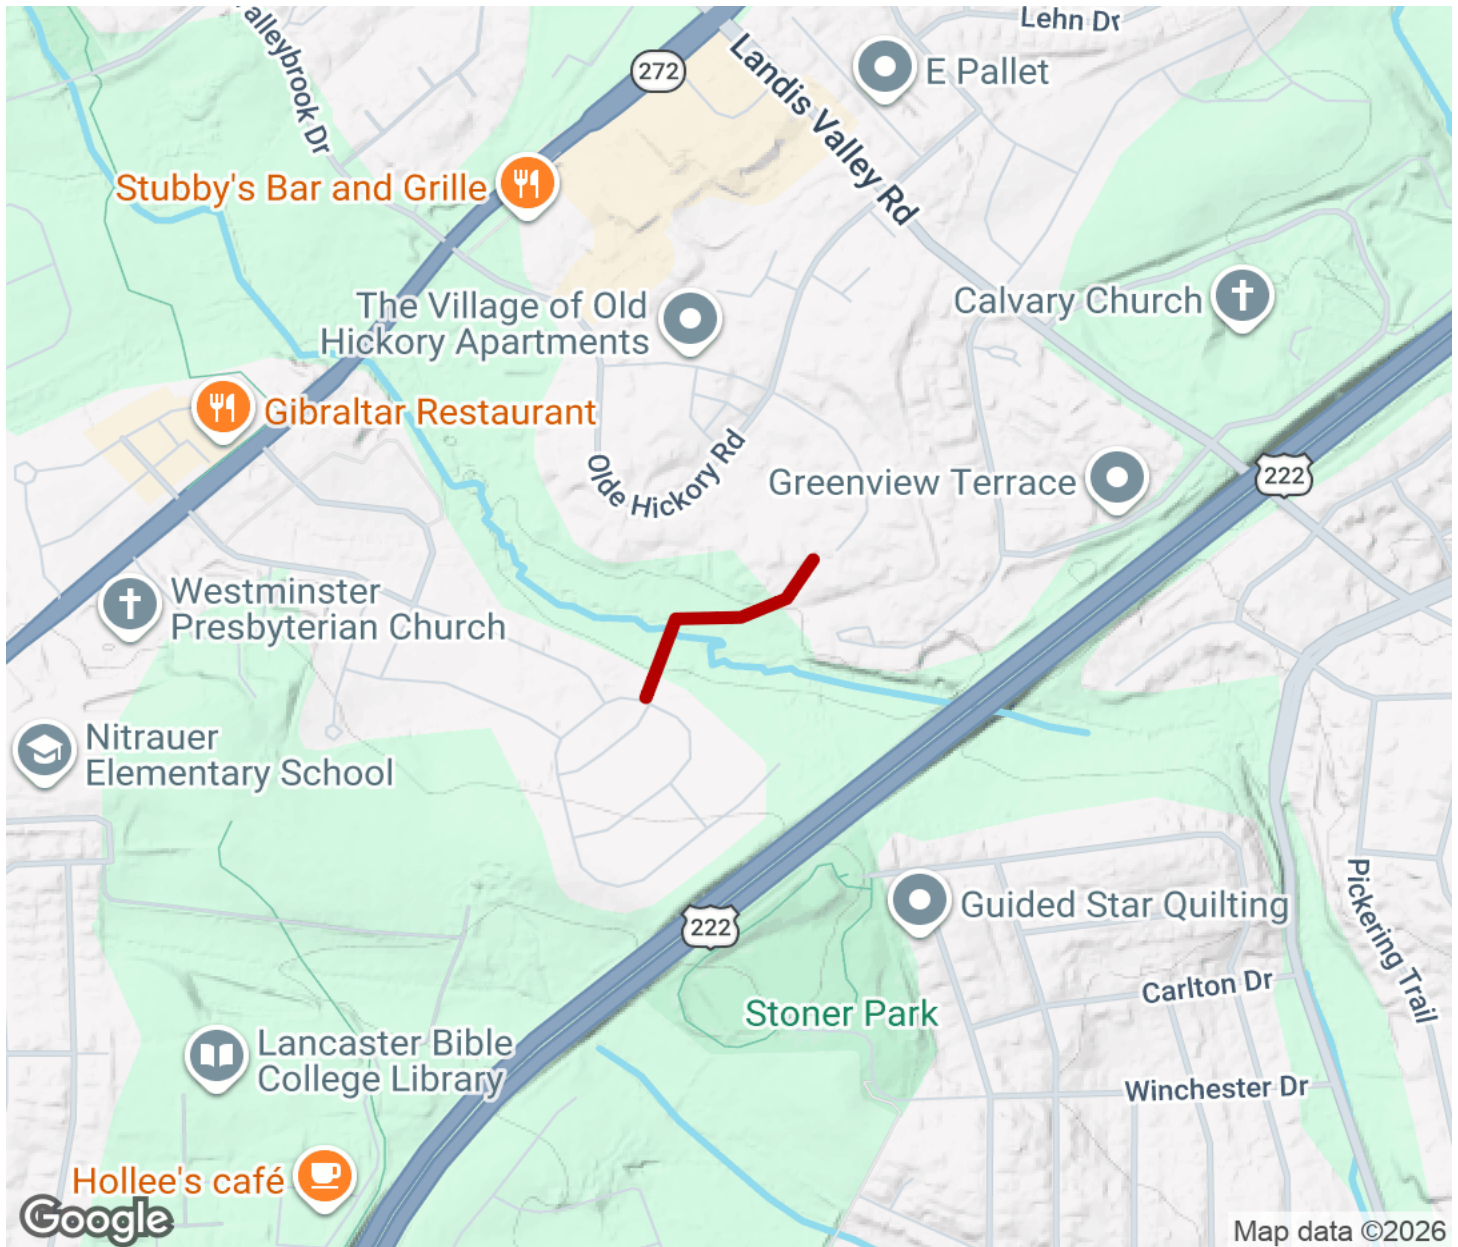 Lehn Dr
alleybrook Dr
272
Landis Valley Rd
E Pallet
Stubby's Bar and Grille
The Village of Old
Hickory Apartments
Calvary Church
Gibraltar Restaurant
Olde Hickory Rd
Greenview Terrace
222
Westminster
Presbyterian Church
Nitrauer
Elementary School
Pickering Trail
222
Guided Star Quilting
Carlton Dr
Stoner Park
Lancaster Bible
College Library
Winchester Dr
Hollee's café
Google
Map data ©2026